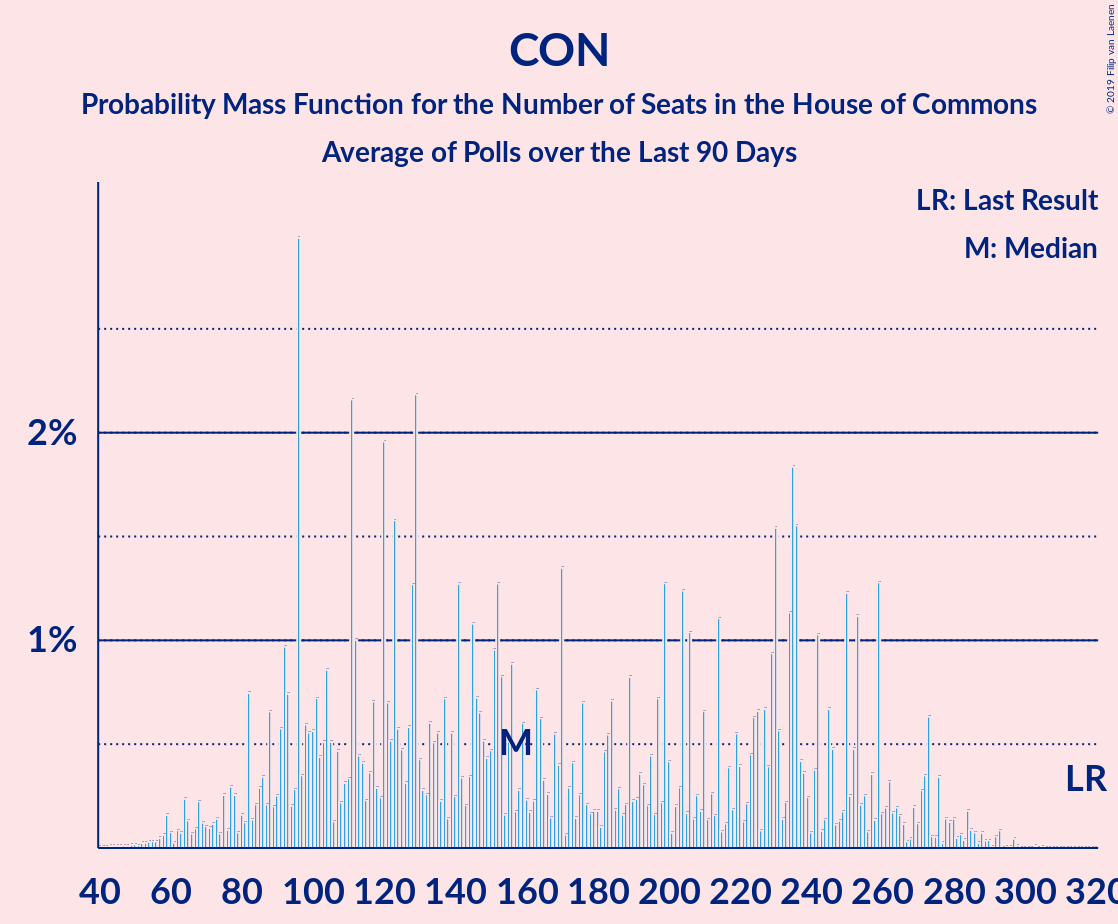 CON
Probability Mass Function for the Number of Seats in the House of Commons
Average of Polls over the Last 90 Days
© 2019 Filip van Laenen
LR: Last Result
M: Median
2%
1%
M
LR
40 60 80 100 120 140 160 180 200 220 240 260 280 300 320